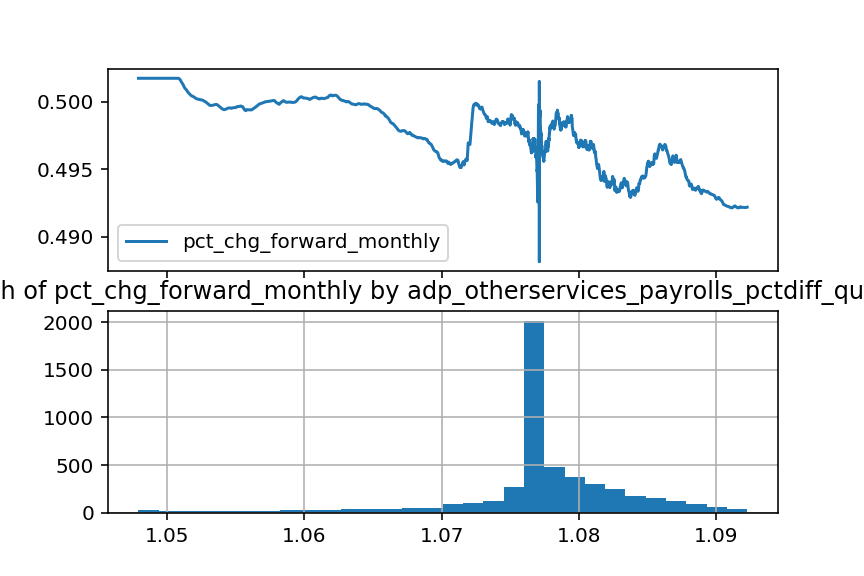 0.500
0.495
0.490
pct_chg_forward_monthly
h of pct_chg_forward_monthly by adp_otherservices_payrolls_pctdiff_qu
2000
1500
1000
500
0
1.05 1.06 1.07 1.08 1.09